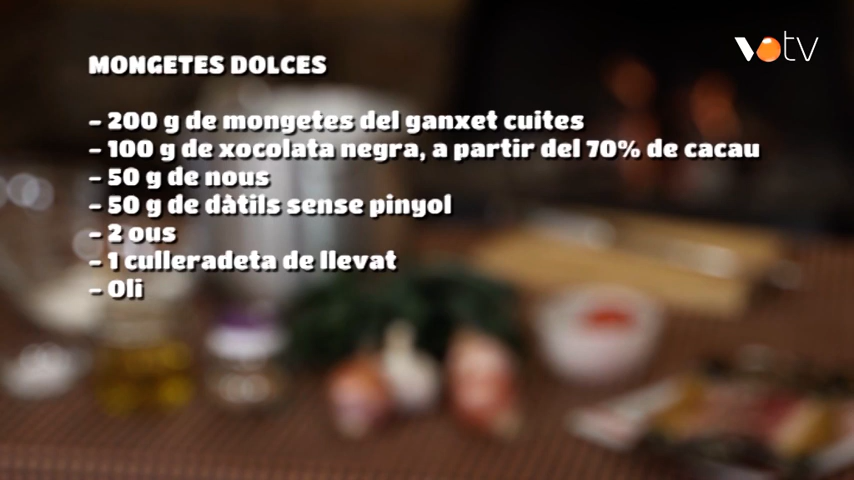 votv
MONGETES DOLCES
- 200 g de mongetes del ganxet cuites
- 100 g de xocolata negra, a partir del 70% de cacau
- 50 g de nous
- 50 g de dàtils sense pinyol
- 2 ous
- 1 culleradeta de llevat
- Oli